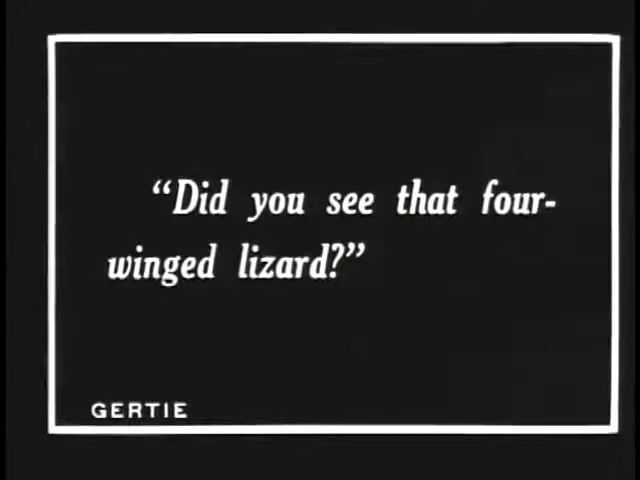 “Did you see that four-
winged lizard?”
GERTIE